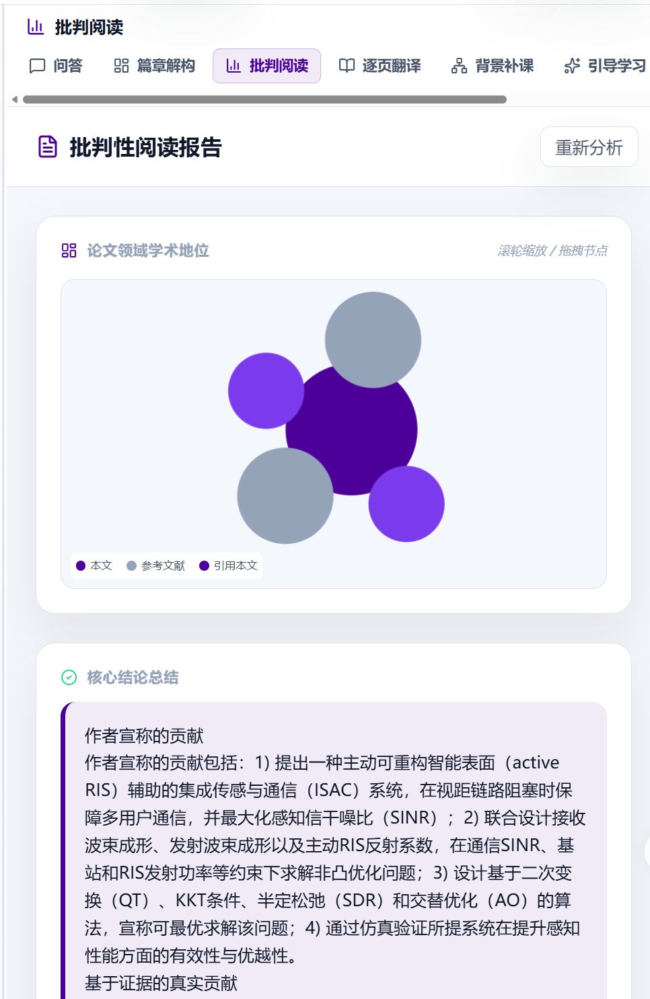 批判阅读
问答 篇章解构 批判阅读 逐页翻译 背景补课 引导学习
批判性阅读报告
重新分析
论文领域学术地位
滚轮缩放 / 拖拽节点
本文 参考文献 引用本文
核心结论总结
作者宣称的贡献
作者宣称的贡献包括：1) 提出一种主动可重构智能表面（active
RIS）辅助的集成传感与通信（ISAC）系统，在视距链路阻塞时保
障多用户通信，并最大化感知信干噪比（SINR）；2) 联合设计接收
波束成形、发射波束成形以及主动RIS反射系数，在通信SINR、基
站和RIS发射功率等约束下求解非凸优化问题；3) 设计基于二次变
换（QT）、KKT条件、半定松弛（SDR）和交替优化（AO）的算
法，宣称可最优求解该问题；4) 通过仿真验证所提系统在提升感知
性能方面的有效性与优越性。
基于证据的真实贡献